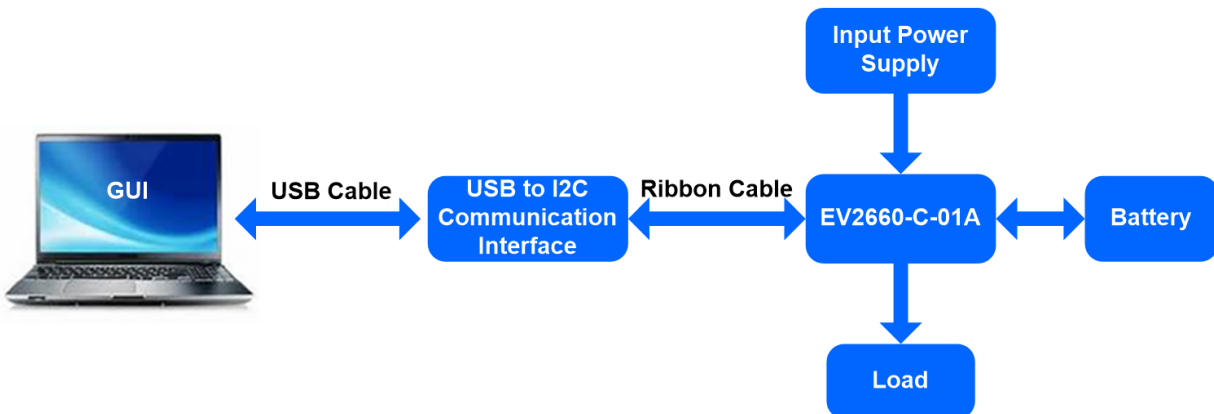 Input Power
Supply
GUI
USB Cable
USB to I2C
Communication
Interface
Ribbon Cable
EV2660-C-01A
Battery
Load